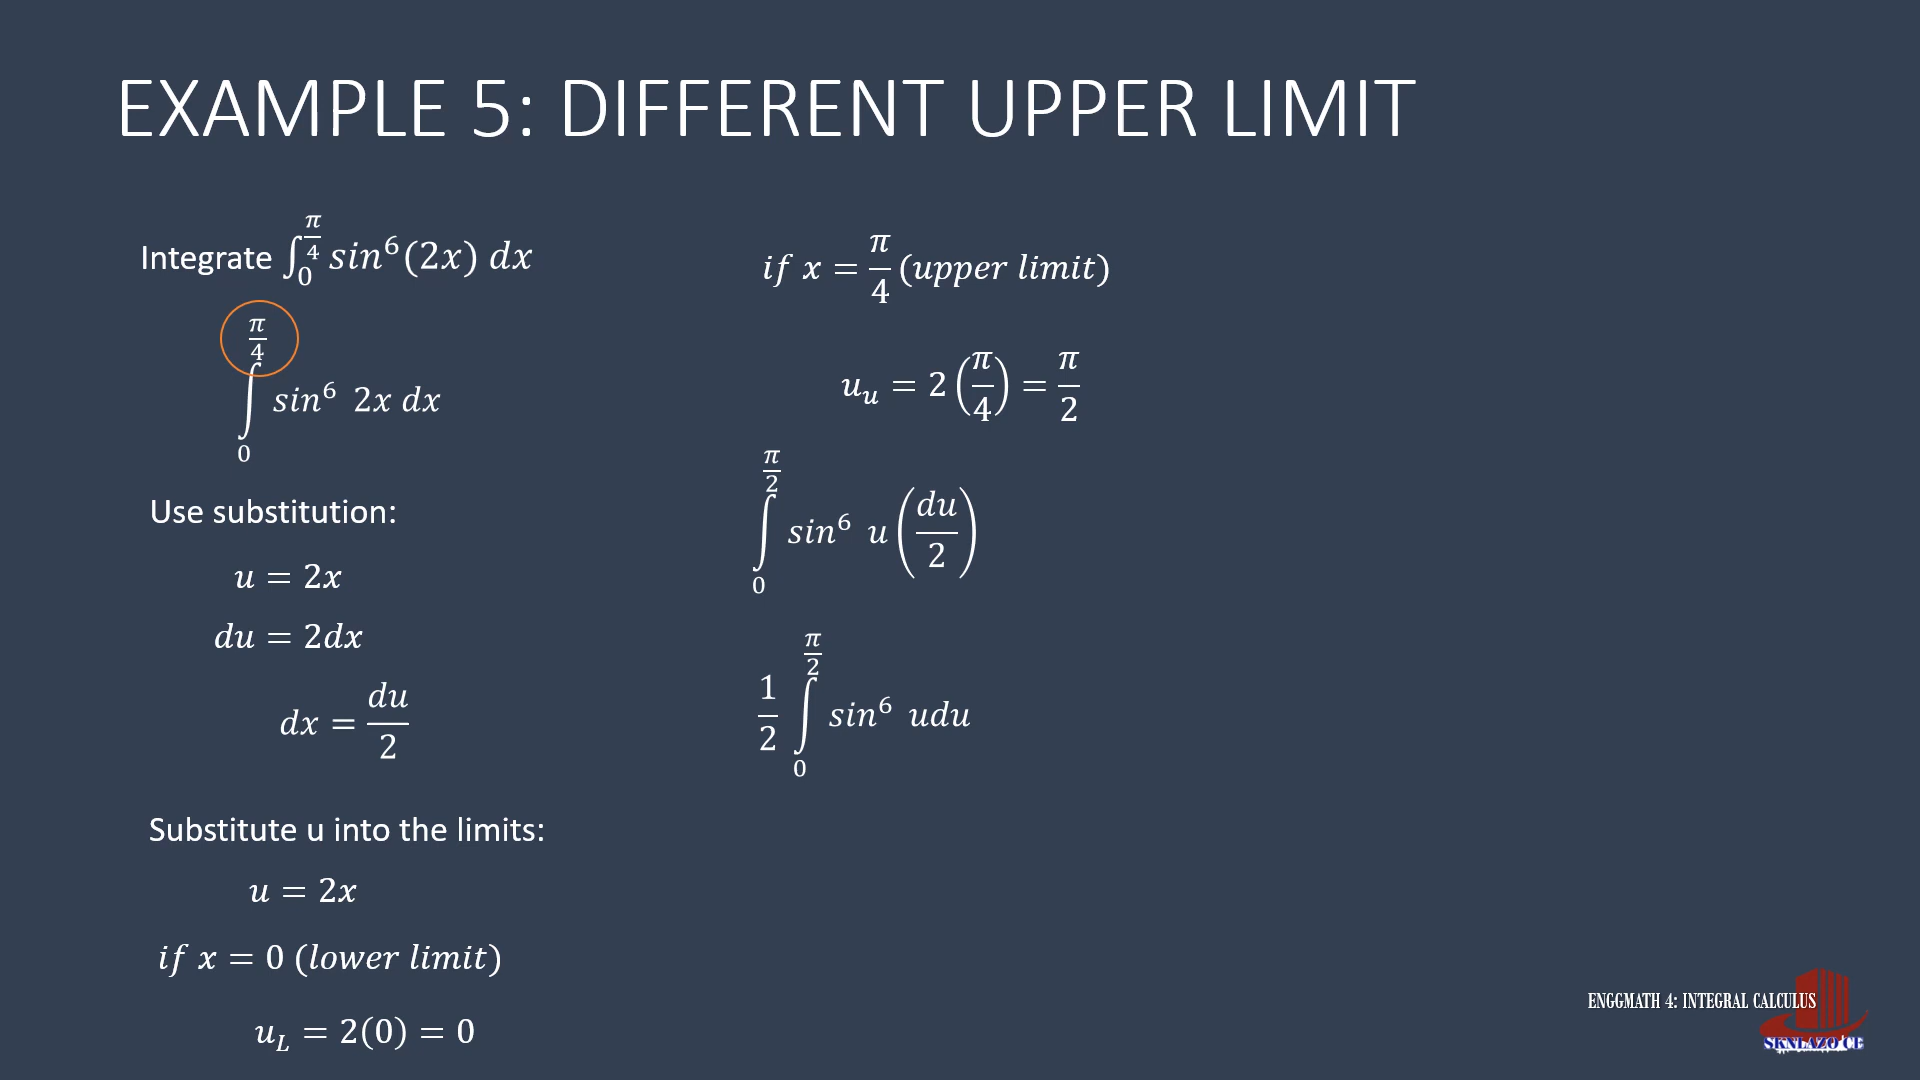 EXAMPLE 5: DIFFERENT UPPER LIMIT
Integrate ∫₀^(π/4) sin⁶(2x) dx
∫₀^(π/4) sin⁶ 2x dx
Use substitution:
u = 2x
du = 2dx
dx = du/2
Substitute u into the limits:
u = 2x
if x = 0 (lower limit)
u_L = 2(0) = 0
if x = π/4 (upper limit)
u_u = 2(π/4) = π/2
∫₀^(π/2) sin⁶ u (du/2)
1/2 ∫₀^(π/2) sin⁶ udu
ENGGMATH 4: INTEGRAL CALCULUS